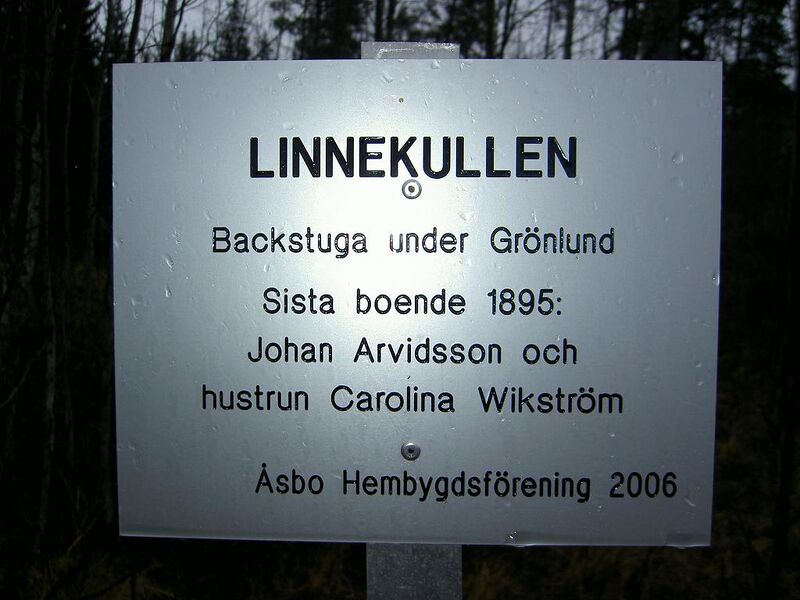 LINNEKULLEN
Backstuga under Grönlund
Sista boende 1895:
Johan Arvidsson och
hustrun Carolina Wikström
Åsbo Hembygdsförening 2006